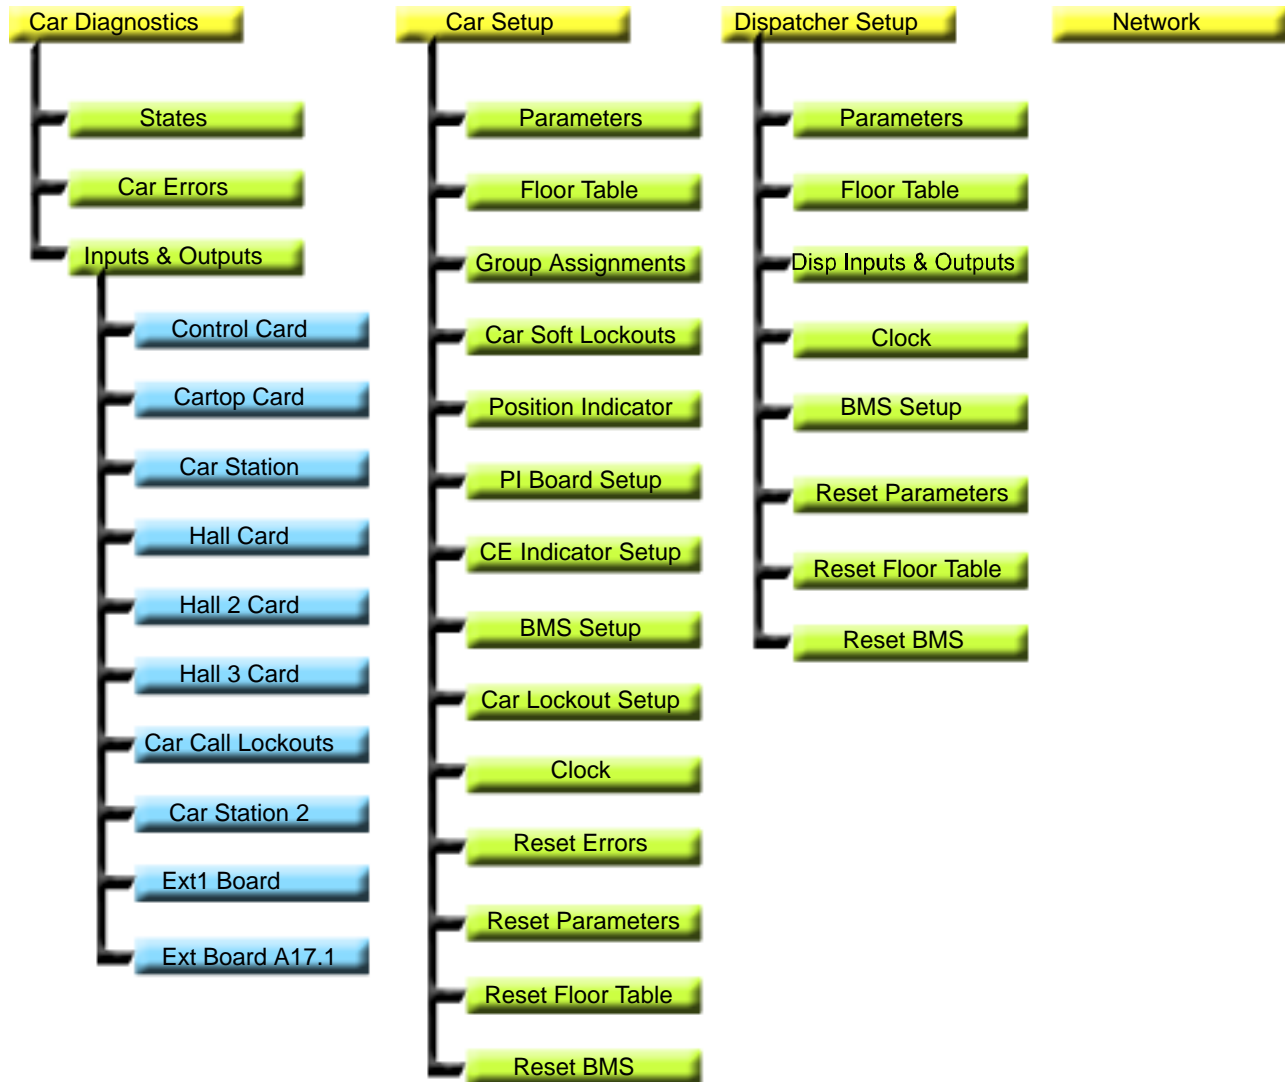 Car Diagnostics
States
Car Errors
Inputs & Outputs
Control Card
Cartop Card
Car Station
Hall Card
Hall 2 Card
Hall 3 Card
Car Call Lockouts
Car Station 2
Ext1 Board
Ext Board A17.1
Car Setup
Parameters
Floor Table
Group Assignments
Car Soft Lockouts
Position Indicator
PI Board Setup
CE Indicator Setup
BMS Setup
Car Lockout Setup
Clock
Reset Errors
Reset Parameters
Reset Floor Table
Reset BMS
Dispatcher Setup
Parameters
Floor Table
Disp Inputs & Outputs
Clock
BMS Setup
Reset Parameters
Reset Floor Table
Reset BMS
Network